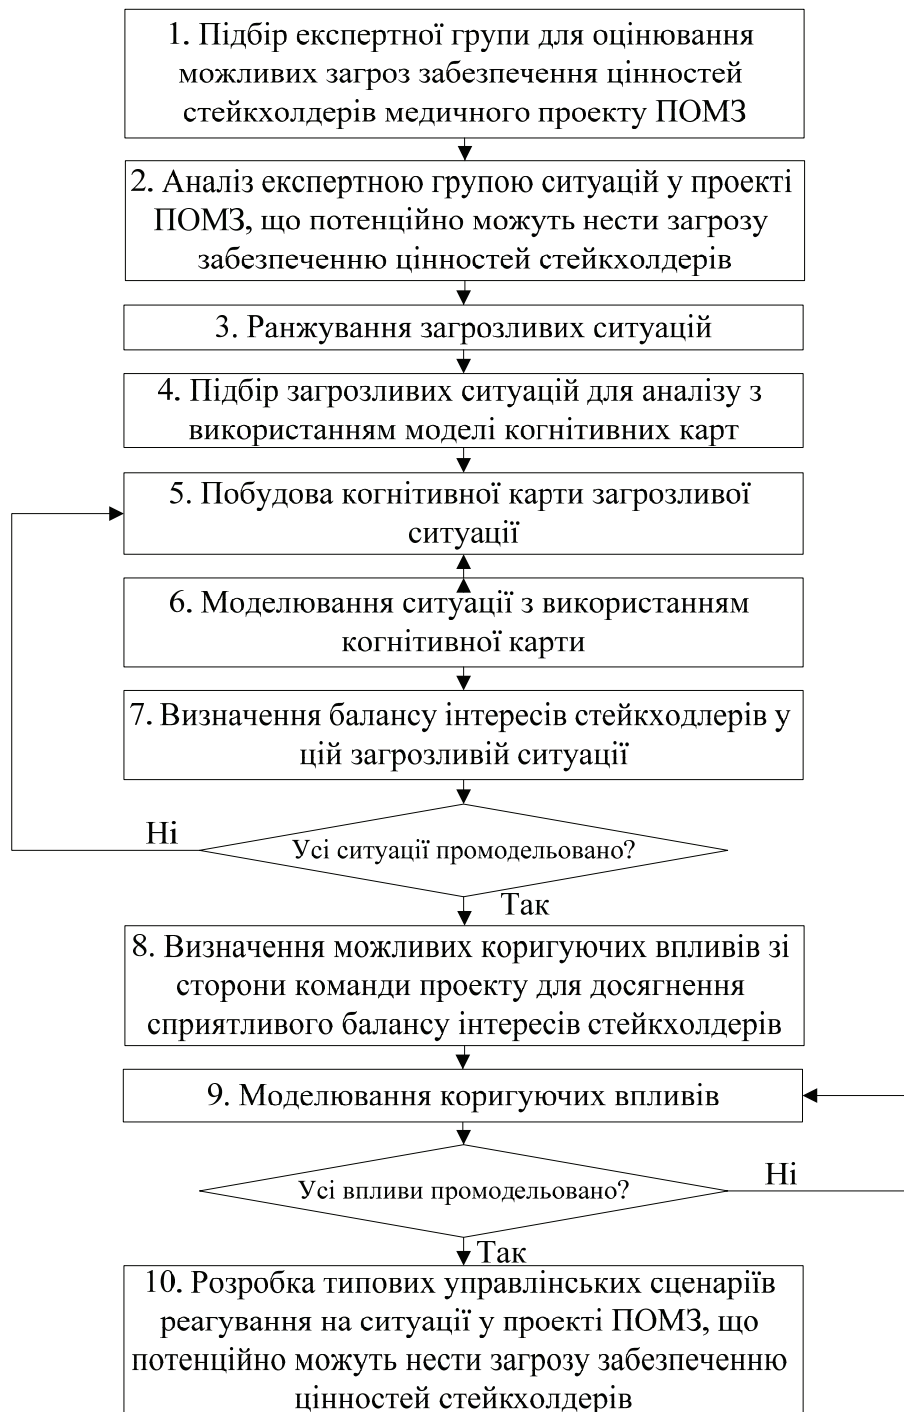 1. Підбір експертної групи для оцінювання
можливих загроз забезпечення цінностей
стейкхолдерів медичного проекту ПОМЗ
2. Аналіз експертною групою ситуацій у проекті
ПОМЗ, що потенційно можуть нести загрозу
забезпеченню цінностей стейкхолдерів
3. Ранжування загрозливих ситуацій
4. Підбір загрозливих ситуацій для аналізу з
використанням моделі когнітивних карт
5. Побудова когнітивної карти загрозливої
ситуації
6. Моделювання ситуації з використанням
когнітивної карти
7. Визначення балансу інтересів стейкходлерів у
цій загрозливій ситуації
Ні
Усі ситуації промодельовано?
Так
8. Визначення можливих коригуючих впливів зі
сторони команди проекту для досягнення
сприятливого балансу інтересів стейкхолдерів
9. Моделювання коригуючих впливів
Усі впливи промодельовано?
Ні
Так
10. Розробка типових управлінських сценаріїв
реагування на ситуації у проекті ПОМЗ, що
потенційно можуть нести загрозу забезпеченню
цінностей стейкхолдерів